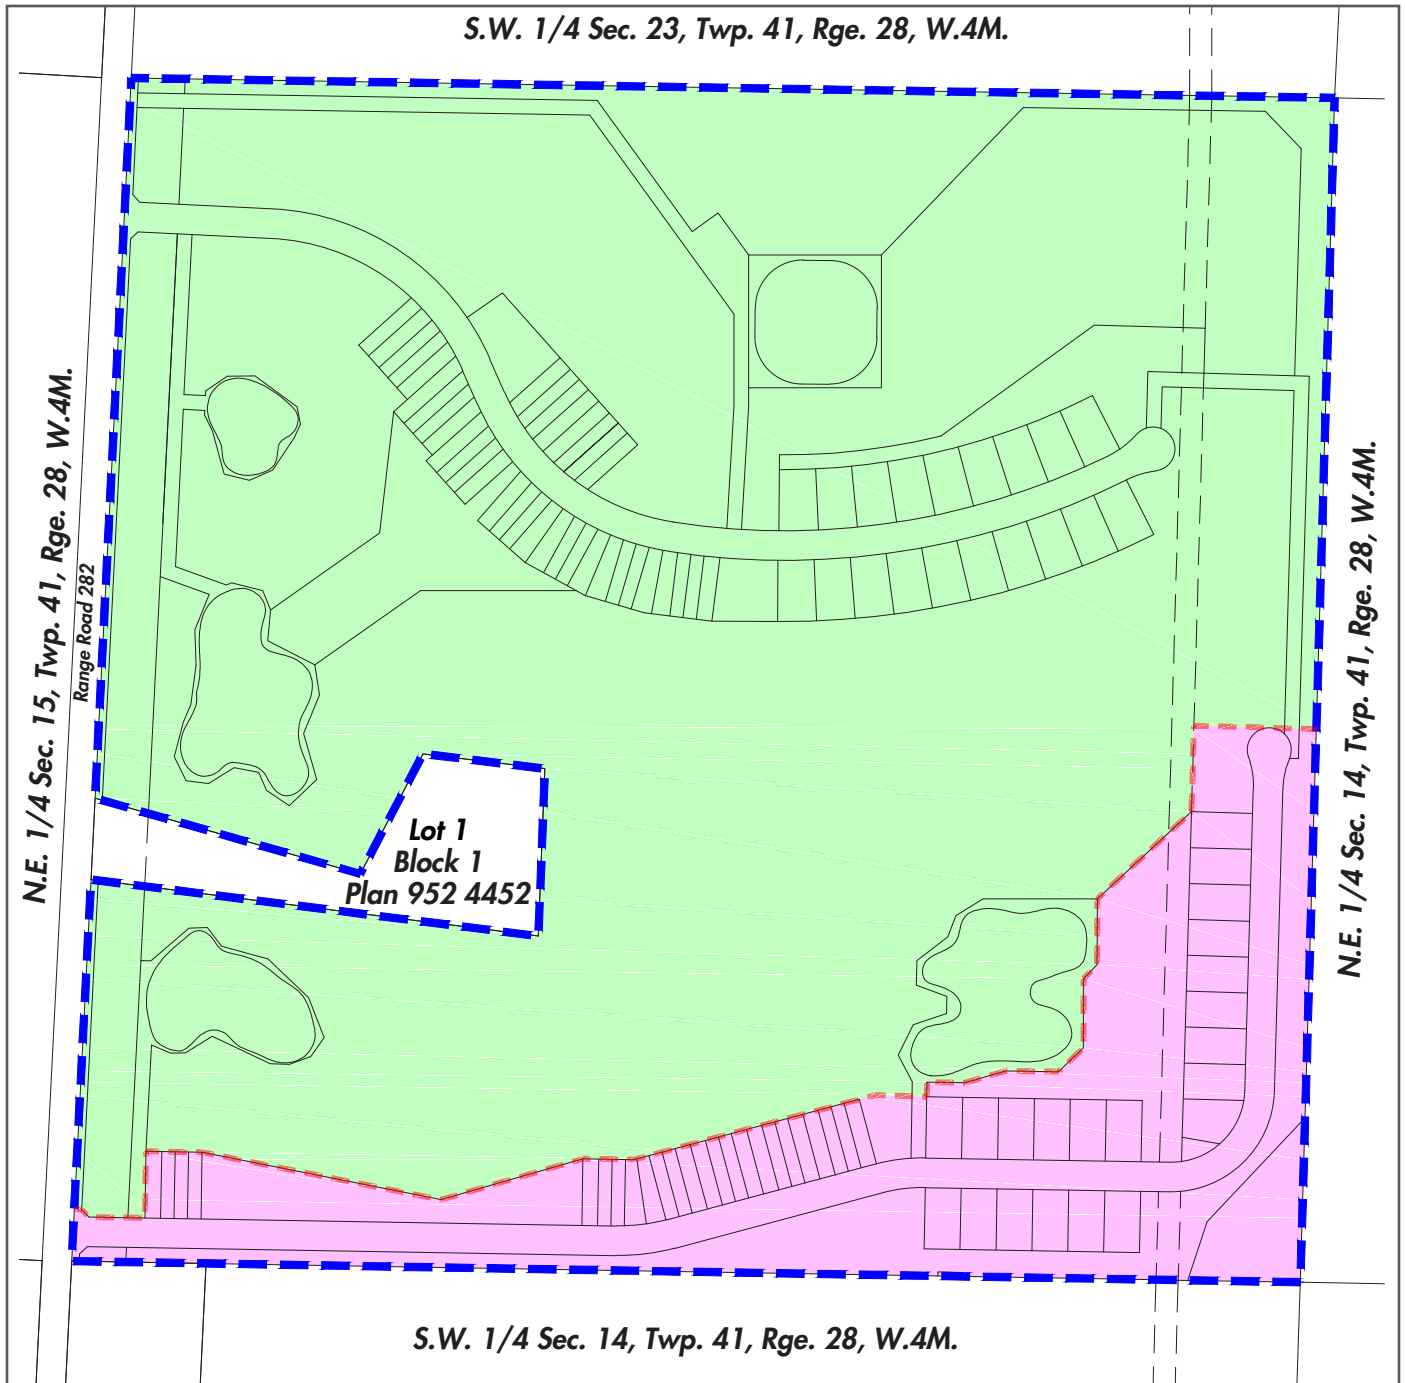 S.W. 1/4 Sec. 23, Twp. 41, Rge. 28, W.4M.
N.E. 1/4 Sec. 15, Twp. 41, Rge. 28, W.4M.
Range Road 282
Lot 1
Block 1
Plan 952 4452
N.E. 1/4 Sec. 14, Twp. 41, Rge. 28, W.4M.
S.W. 1/4 Sec. 14, Twp. 41, Rge. 28, W.4M.